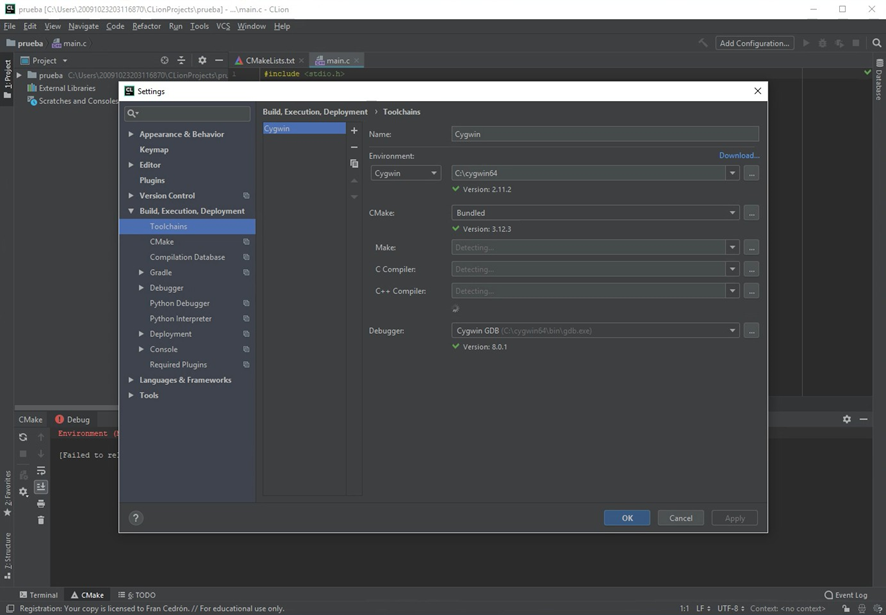 prueba [C:\Users\20091023203116870\CLionProjects\prueba] - ...\main.c - CLion
File Edit View Navigate Code Refactor Run Tools VCS Window Help
prueba main.c Add Configuration...
Project CMakeLists.txt main.c
1: Project
prueba C:\Users\20091023203116870\CLionProjects\pru
1 #include <stdio.h>
External Libraries
Scratches and Consoles
Database
Settings
Appearance & Behavior
Keymap
Editor
Plugins
Version Control
Build, Execution, Deployment
Toolchains
CMake
Compilation Database
Gradle
Debugger
Python Debugger
Python Interpreter
Deployment
Console
Required Plugins
Languages & Frameworks
Tools
Build, Execution, Deployment › Toolchains
Cygwin
Name: Cygwin
Environment: Download...
Cygwin C:\cygwin64 ...
Version: 2.11.2
CMake: Bundled ...
Version: 3.12.3
Make: Detecting... ...
C Compiler: Detecting... ...
C++ Compiler: Detecting... ...
Debugger: Cygwin GDB (C:\cygwin64\bin\gdb.exe) ...
Version: 8.0.1
? OK Cancel Apply
CMake Debug
Environment
[Failed to rel
2: Favorites
7: Structure
Terminal CMake 6: TODO Event Log
Registration: Your copy is licensed to Fran Cedrón. // For educational use only. 1:1 LF UTF-8 Context: <no context>